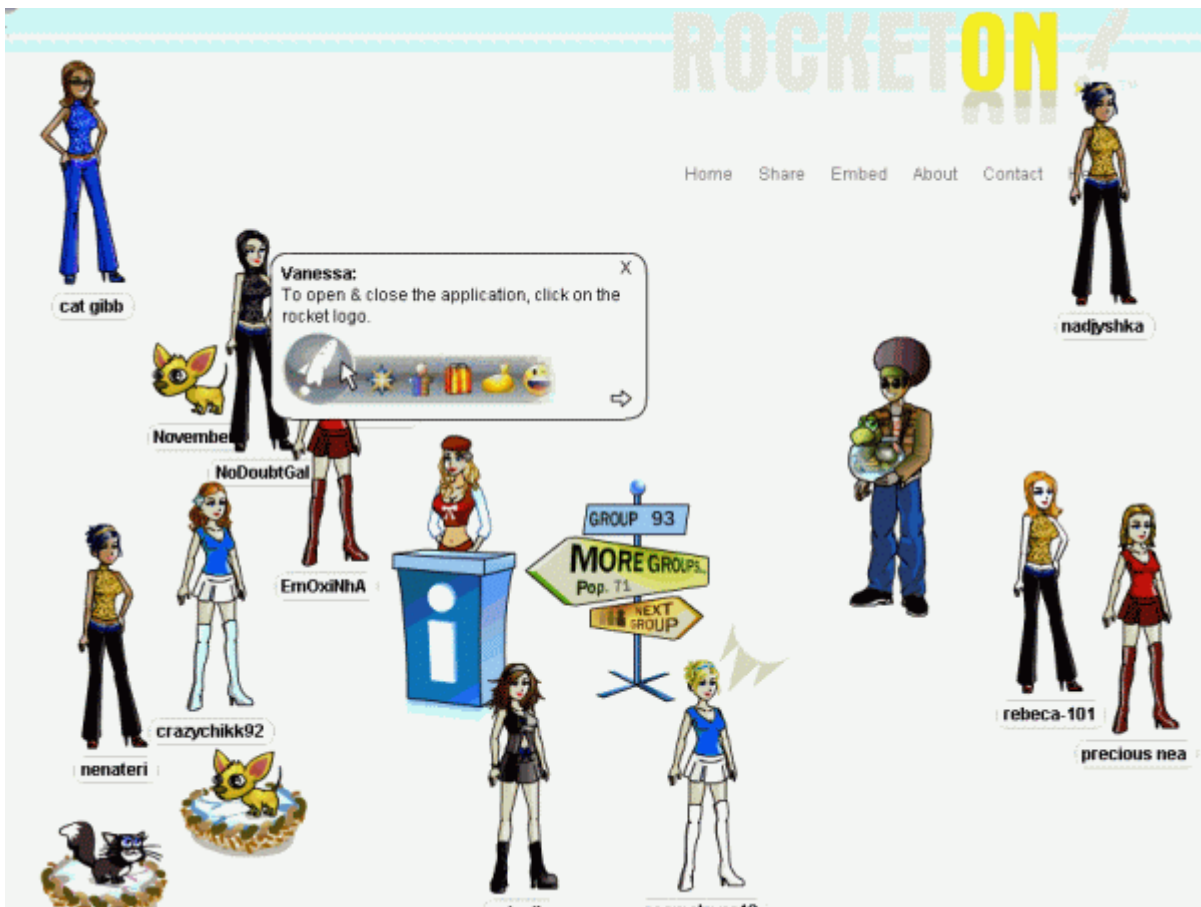 ROCKETON
Home Share Embed About Contact
cat gibb
nadjyshka
Vanessa: X
To open & close the application, click on the
rocket logo.
November
NoDoubtGal
EmOxiNhA
GROUP 93
MORE GROUPS...
Pop. 71
NEXT
GROUP
i
crazychikk92
nenateri
rebeca-101
precious nea